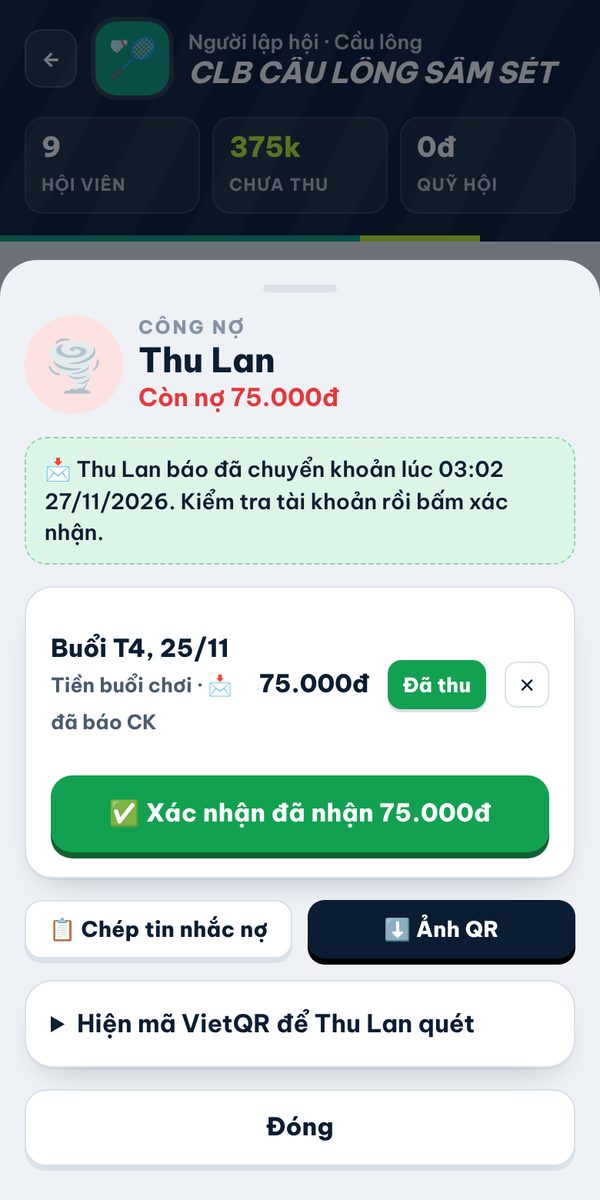 Người lập hội · Cầu lông
CLB CẦU LÔNG SẤM SÉT
9
HỘI VIÊN
375k
CHƯA THU
0đ
QUỸ HỘI
CÔNG NỢ
Thu Lan
Còn nợ 75.000đ
Thu Lan báo đã chuyển khoản lúc 03:02
27/11/2026. Kiểm tra tài khoản rồi bấm xác
nhận.
Buổi T4, 25/11
Tiền buổi chơi ·
đã báo CK
75.000đ
Đã thu
Xác nhận đã nhận 75.000đ
Chép tin nhắc nợ
Ảnh QR
Hiện mã VietQR để Thu Lan quét
Đóng